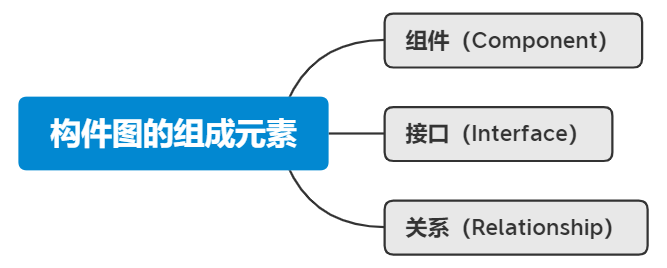 构件图的组成元素
组件（Component）
接口（Interface）
关系（Relationship）